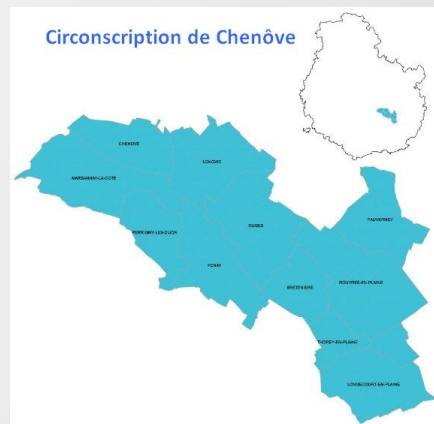 Circonscription de Chenôve
CHENOVE
LONGVIC
MARSANNAY-LA-COTE
FAUVERNEY
OUGES
PERRIGNY-LES-DIJON
FENAY
ROUVRES-EN-PLAINE
BRETENIERE
THOREY-EN-PLAINE
LONGECOURT-EN-PLAINE